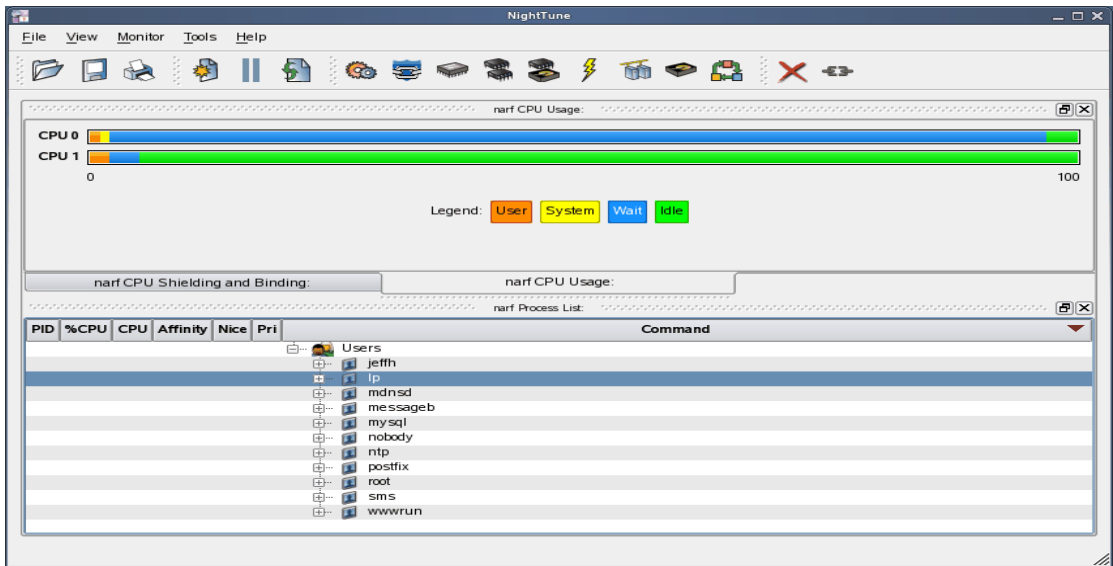 NightTune
File View Monitor Tools Help
narf CPU Usage:
CPU 0
CPU 1
0 100
Legend: User System Wait Idle
narf CPU Shielding and Binding: narf CPU Usage:
narf Process List:
PID %CPU CPU Affinity Nice Pri Command
Users
jeffh
lp
mdnsd
messageb
mysql
nobody
ntp
postfix
root
sms
wwwrun